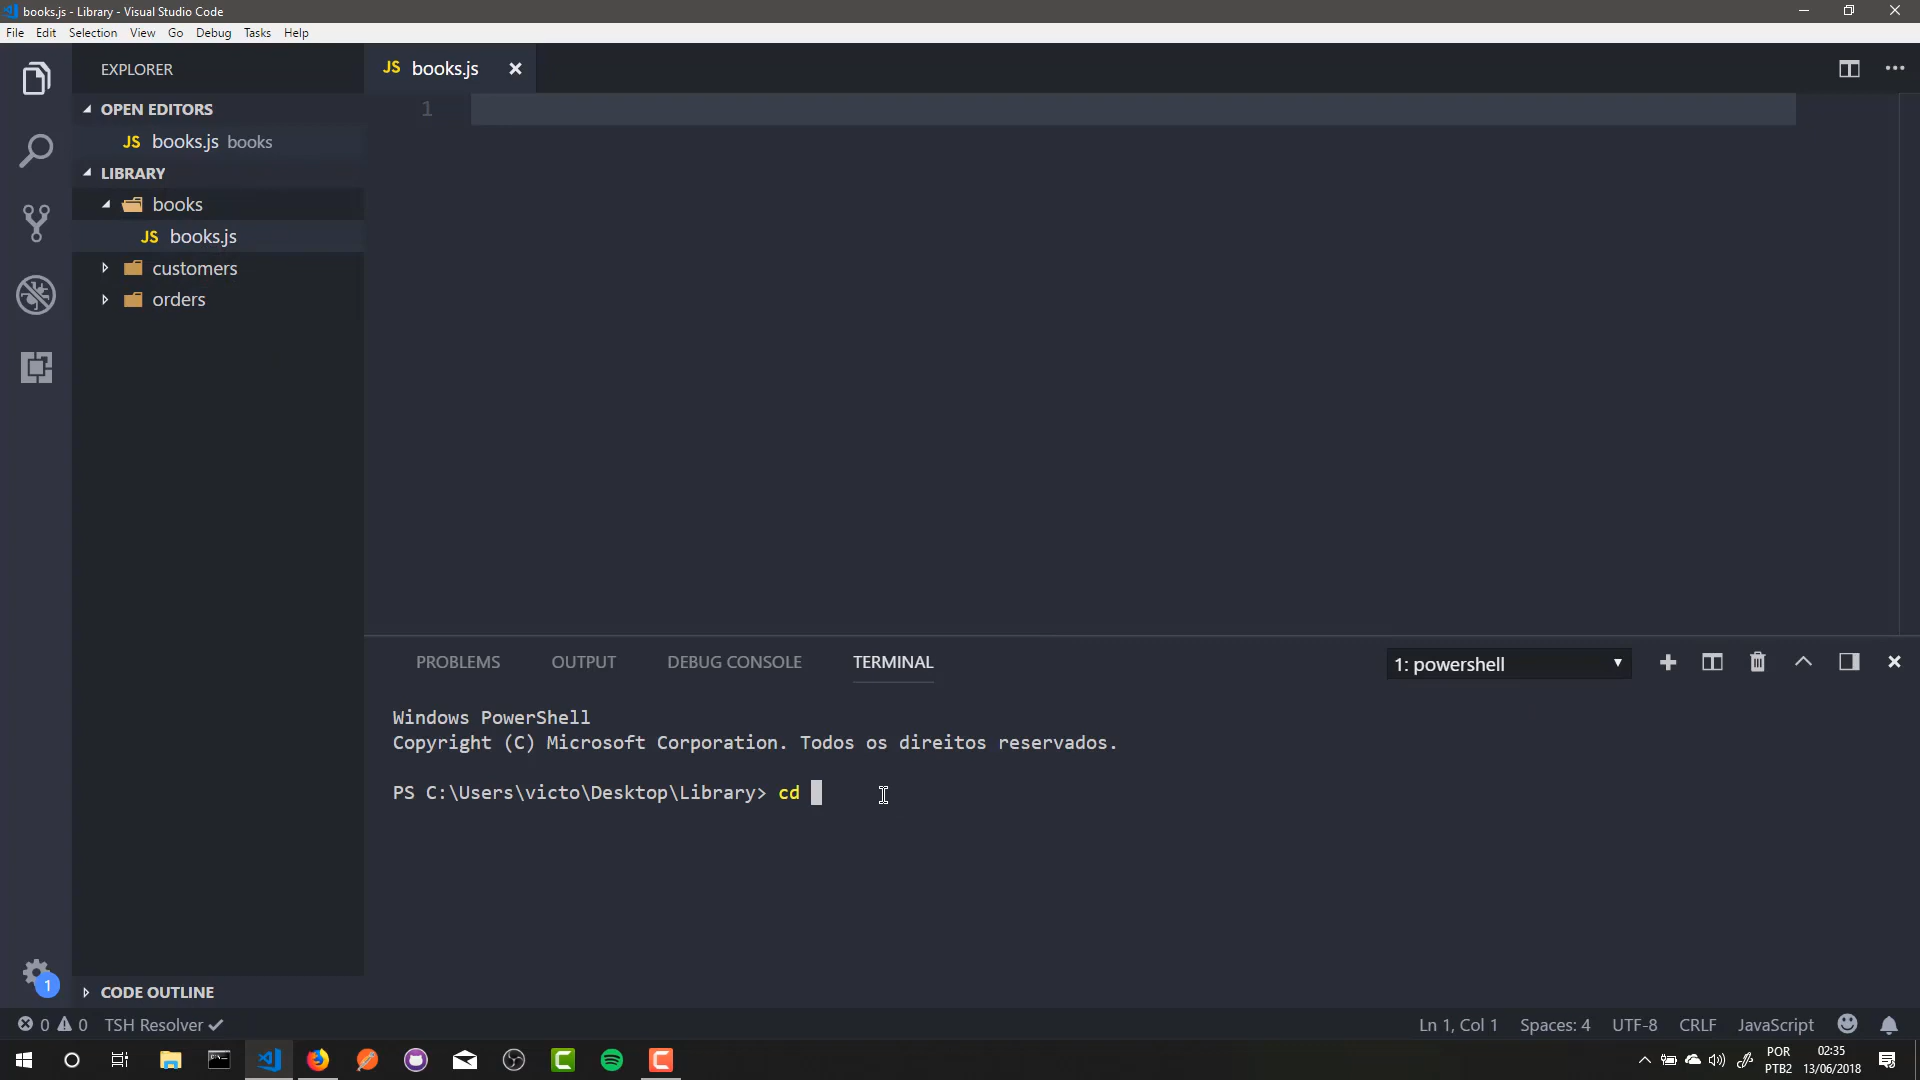 books.js - Library - Visual Studio Code
File Edit Selection View Go Debug Tasks Help
EXPLORER
JS books.js
OPEN EDITORS
1
JS books.js books
LIBRARY
books
JS books.js
customers
orders
PROBLEMS OUTPUT DEBUG CONSOLE TERMINAL
1: powershell
Windows PowerShell
Copyright (C) Microsoft Corporation. Todos os direitos reservados.
PS C:\Users\victo\Desktop\Library> cd
1
CODE OUTLINE
0 0 TSH Resolver
Ln 1, Col 1 Spaces: 4 UTF-8 CRLF JavaScript
POR
PTB2
02:35
13/06/2018